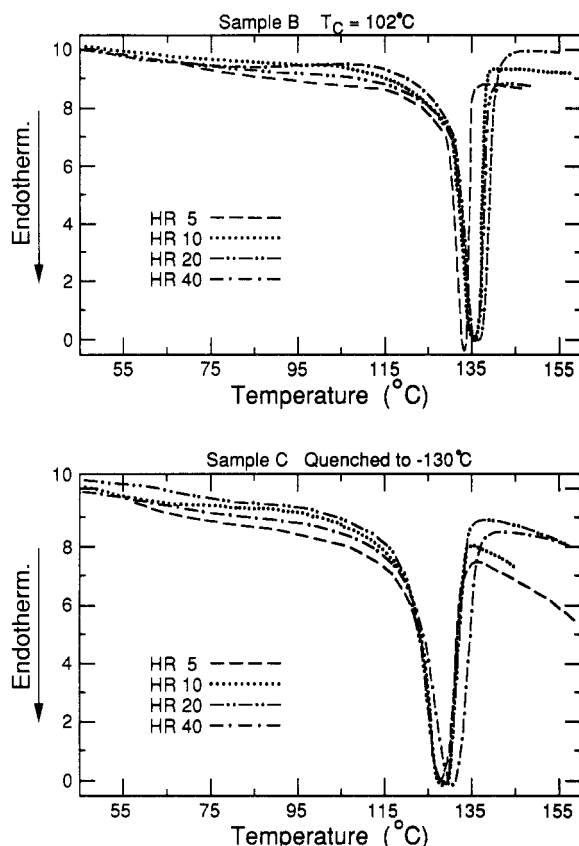 Sample B   T_C = 102°C
10
8
6
4
2
0
Endotherm.
HR 5
HR 10
HR 20
HR 40
55 75 95 115 135 155
Temperature (°C)
Sample C   Quenched to -130°C
10
8
6
4
2
0
Endotherm.
HR 5
HR 10
HR 20
HR 40
55 75 95 115 135 155
Temperature (°C)